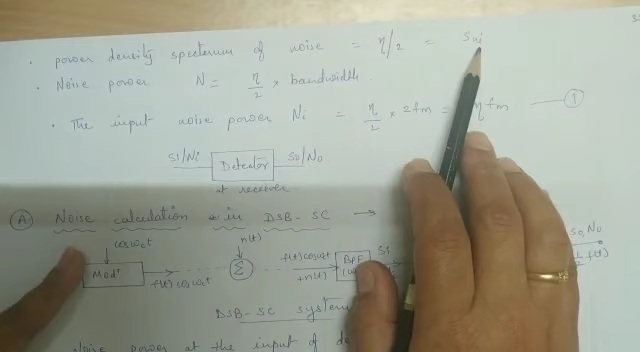 . power density spectrum of noise = η/2 = Sni
. Noise power N = η/2 × bandwidth.
. The input noise power Ni = η/2 × 2fm = ηfm — ①
Si/Ni Detector So/No
at receiver
Ⓐ Noise calculation in DSB-SC →
cosωct n(t)
Modr f(t) cosωct Σ f(t)cosωct +n(t) BPF Si So, No
DSB-SC system
Noise power at the input of de